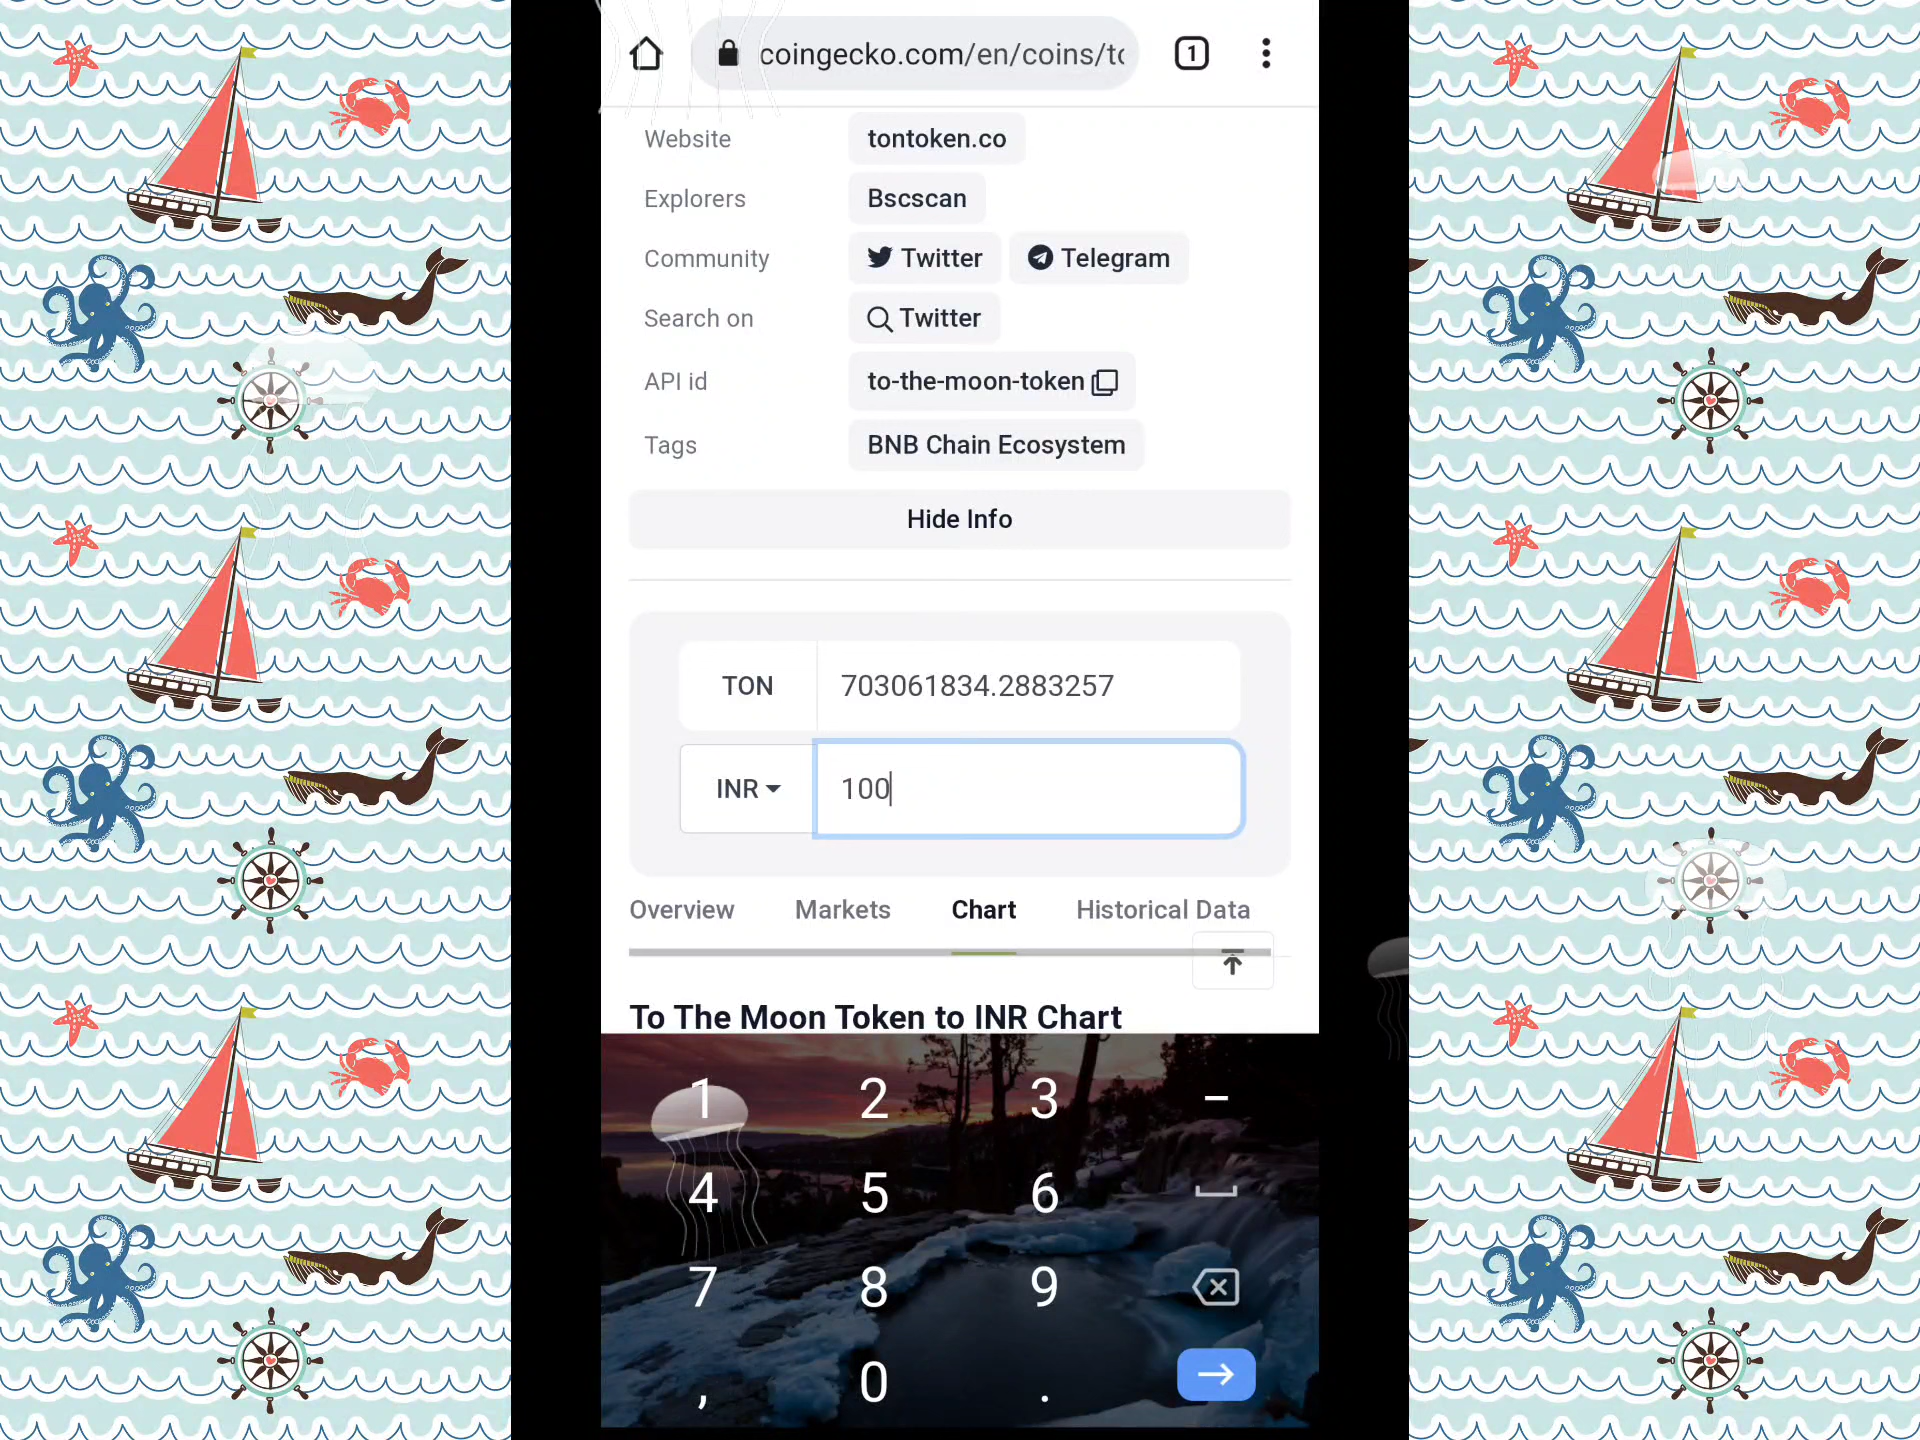 coingecko.com/en/coins/to
1
Website tontoken.co
Explorers Bscscan
Community Twitter Telegram
Search on Twitter
API id to-the-moon-token
Tags BNB Chain Ecosystem
Hide Info
TON 703061834.2883257
INR 100
Overview Markets Chart Historical Data
To The Moon Token to INR Chart
1 2 3 –
4 5 6
7 8 9
, 0 .